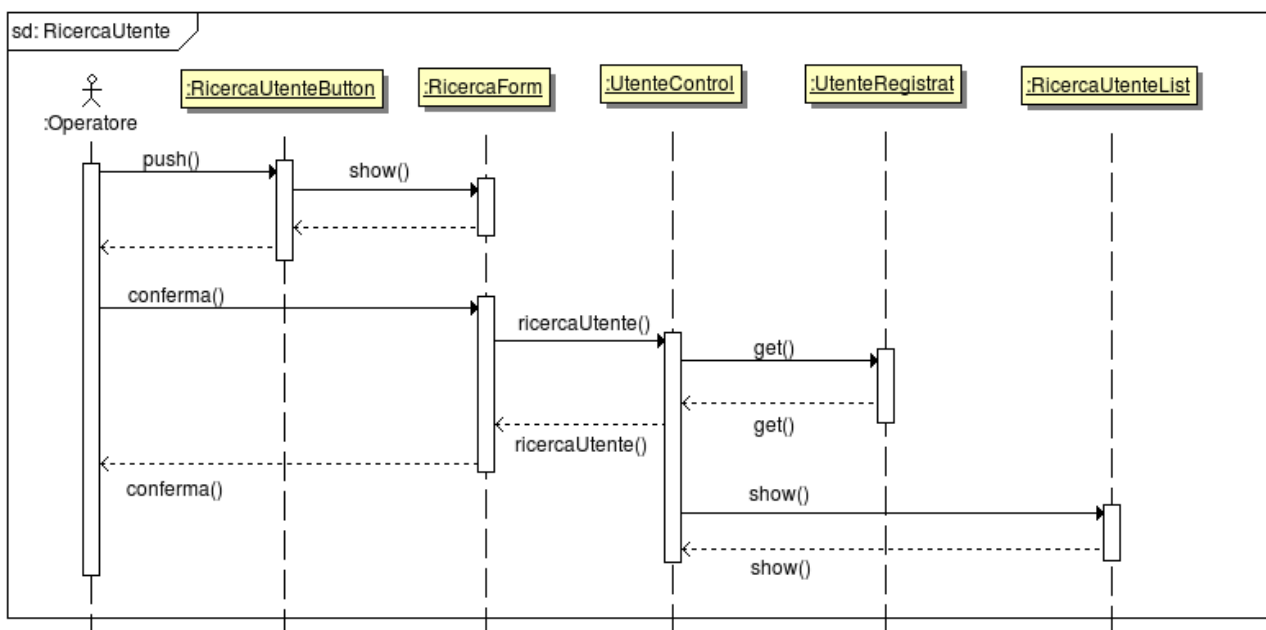 sd: RicercaUtente
:Operatore
:RicercaUtenteButton
:RicercaForm
:UtenteControl
:UtenteRegistrat
:RicercaUtenteList
push()
show()
conferma()
ricercaUtente()
get()
get()
ricercaUtente()
conferma()
show()
show()